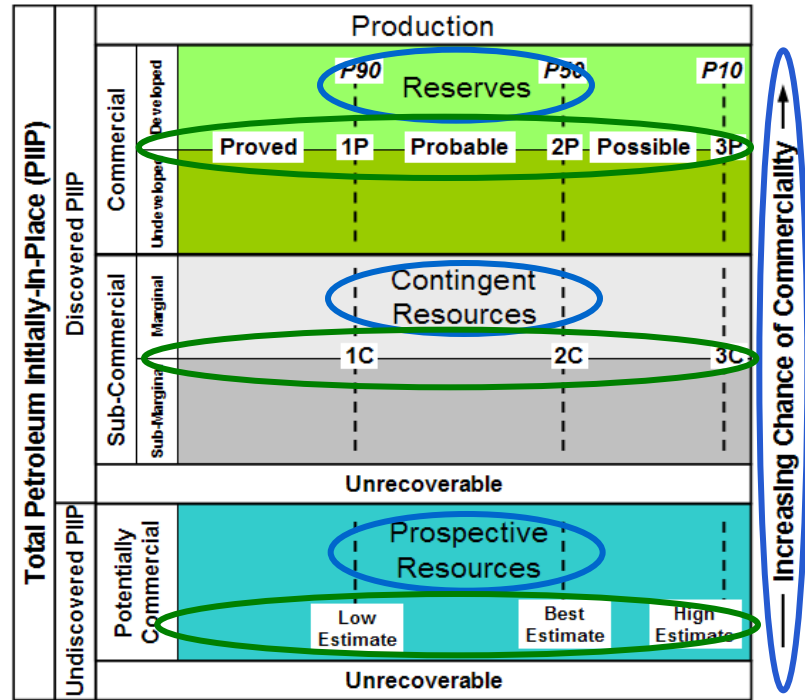 Production
Total Petroleum Initially-In-Place (PIIP)
Discovered PIIP
Commercial
Developed
P90
P50
P10
Reserves
Proved
1P
Probable
2P
Possible
3P
Undeveloped
Sub-Commercial
Marginal
Contingent
Resources
1C
2C
3C
Sub-Marginal
Unrecoverable
Undiscovered PIIP
Potentially
Commercial
Prospective
Resources
Low
Estimate
Best
Estimate
High
Estimate
Unrecoverable
Increasing Chance of Commerciality